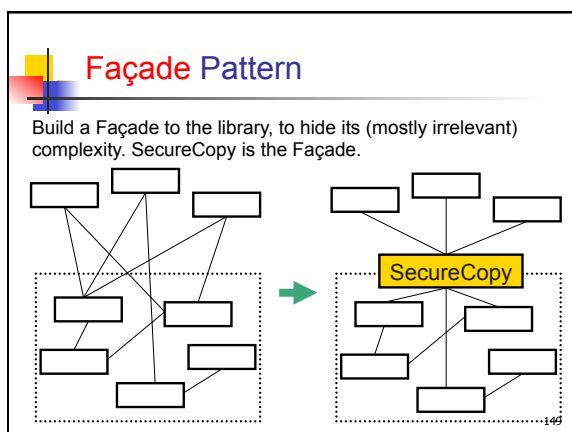 Façade Pattern
Build a Façade to the library, to hide its (mostly irrelevant)
complexity. SecureCopy is the Façade.
SecureCopy
149